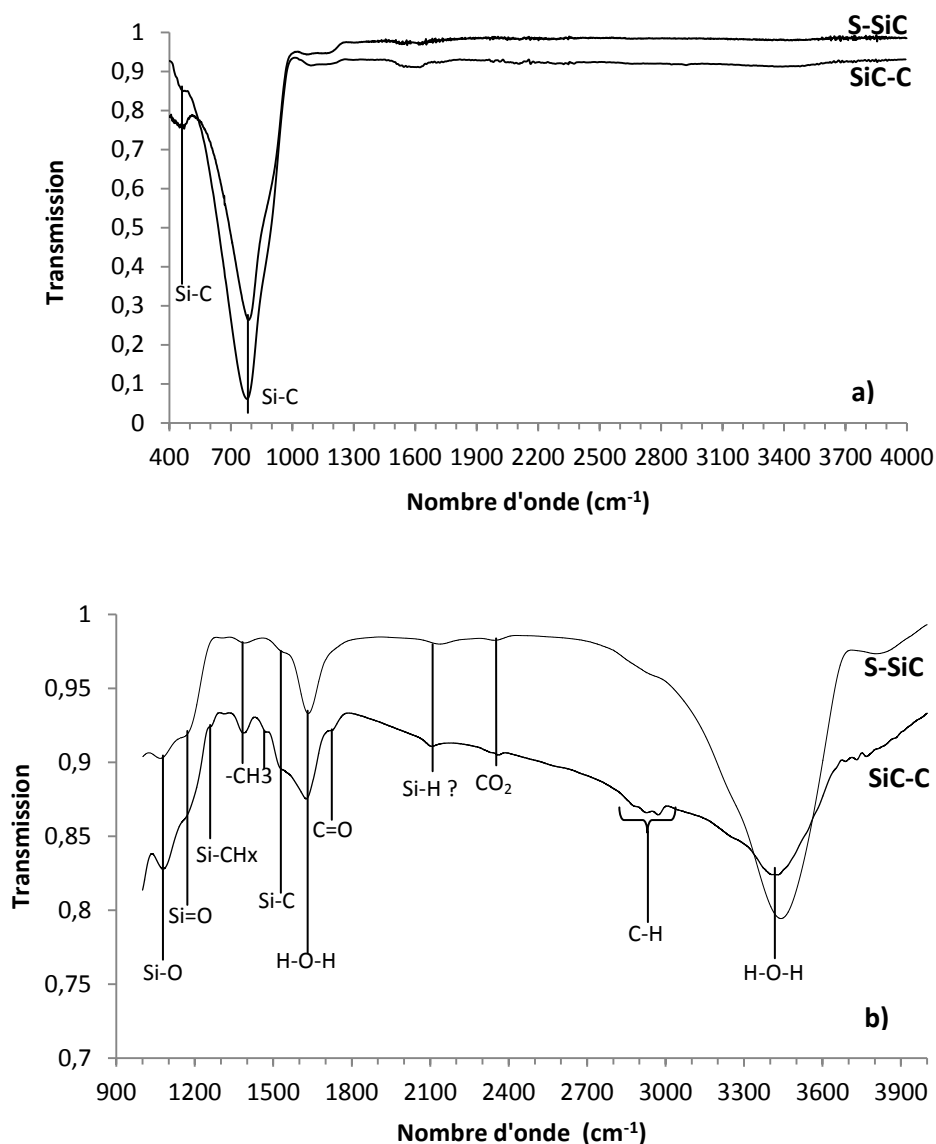 1
0,9
0,8
0,7
0,6
0,5
0,4
0,3
0,2
0,1
0
Transmission
S-SiC
SiC-C
Si-C
Si-C
a)
400 700 1000 1300 1600 1900 2200 2500 2800 3100 3400 3700 4000
Nombre d'onde (cm-1)
1
0,95
0,9
0,85
0,8
0,75
0,7
Transmission
S-SiC
SiC-C
-CH3
Si-H ?
CO2
C=O
Si-CHx
Si-C
Si=O
C-H
H-O-H
Si-O
H-O-H
b)
900 1200 1500 1800 2100 2400 2700 3000 3300 3600 3900
Nombre d'onde (cm-1)